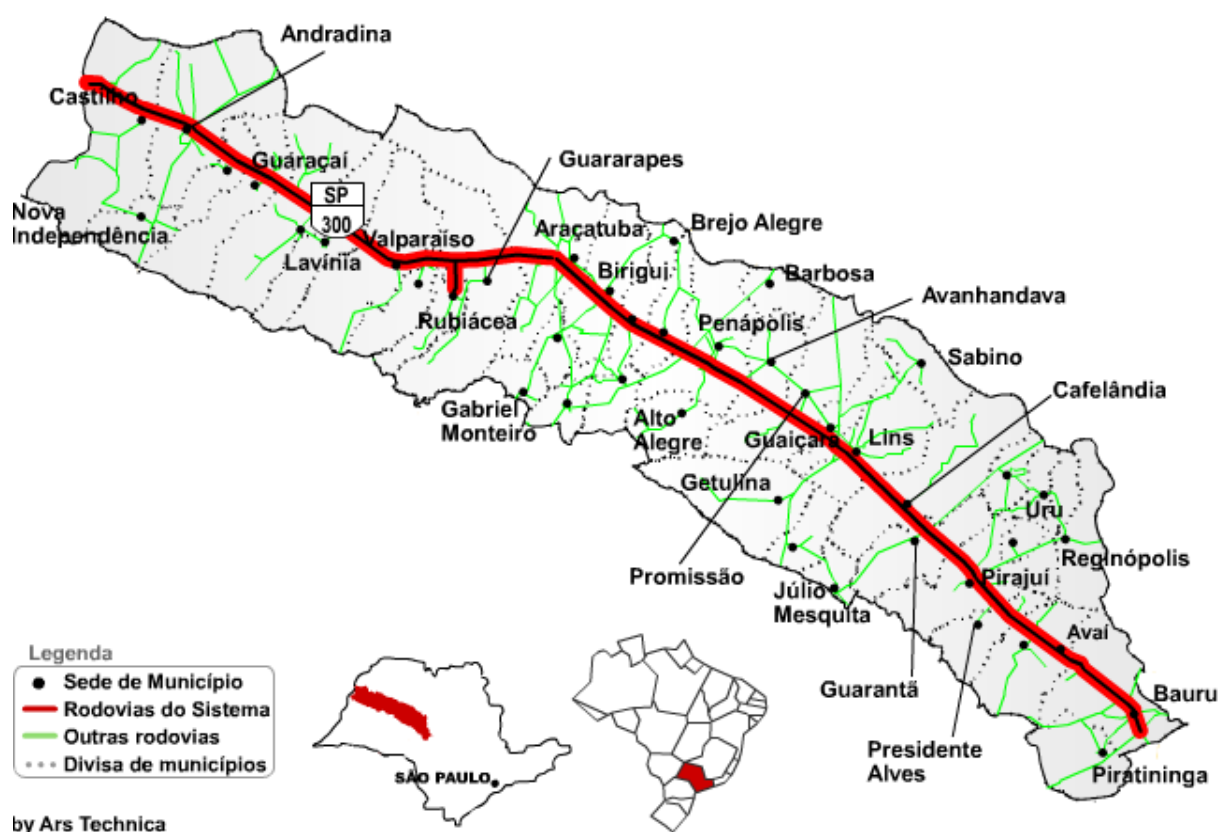 Andradina
Castilho
Guaraçaí
Guararapes
SP
300
Nova
Independência
Valparaíso
Araçatuba
Brejo Alegre
Lavínia
Birigui
Barbosa
Avanhandava
Rubiácea
Penápolis
Sabino
Cafelândia
Gabriel
Monteiro
Alto
Alegre
Guaiçara
Lins
Getulina
Uru
Promissão
Reginópolis
Pirajuí
Júlio
Mesquita
Avaí
Guarantã
Bauru
Presidente
Alves
Piratininga
Legenda
Sede de Município
Rodovias do Sistema
Outras rodovias
Divisa de municípios
SÃO PAULO
by Ars Technica